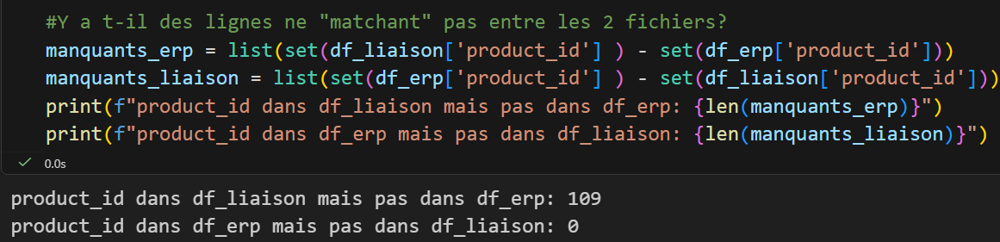 #Y a t-il des lignes ne "matchant" pas entre les 2 fichiers?
manquants_erp = list(set(df_liaison['product_id'] ) - set(df_erp['product_id']))
manquants_liaison = list(set(df_erp['product_id'] ) - set(df_liaison['product_id']))
print(f"product_id dans df_liaison mais pas dans df_erp: {len(manquants_erp)}")
print(f"product_id dans df_erp mais pas dans df_liaison: {len(manquants_liaison)}")
0.0s
product_id dans df_liaison mais pas dans df_erp: 109
product_id dans df_erp mais pas dans df_liaison: 0